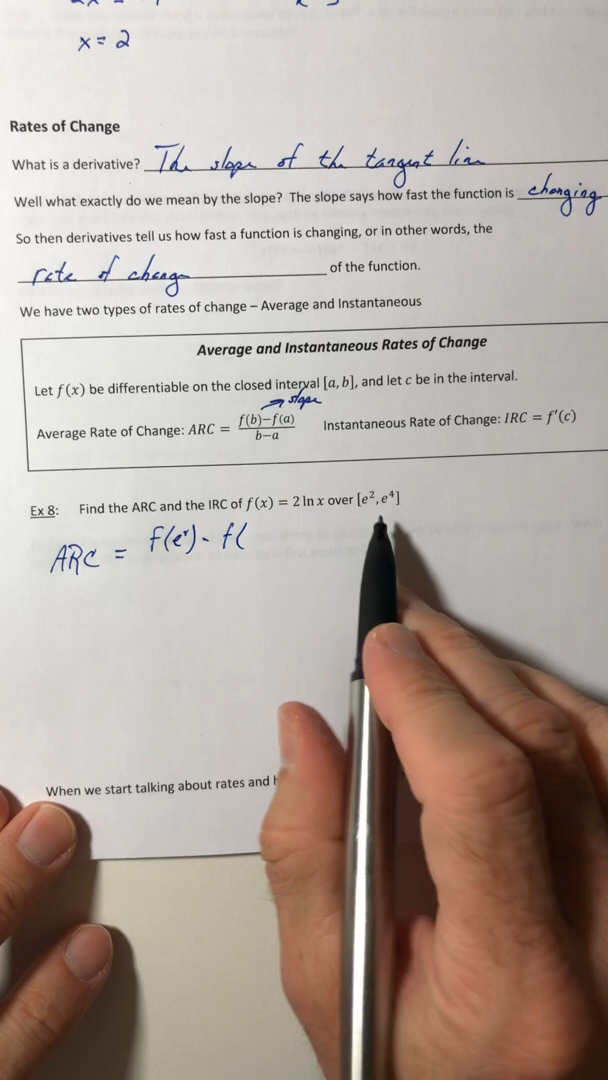 x = 2
Rates of Change
What is a derivative? The slope of the tangent line
Well what exactly do we mean by the slope? The slope says how fast the function is changing
So then derivatives tell us how fast a function is changing, or in other words, the
rate of change of the function.
We have two types of rates of change – Average and Instantaneous
Average and Instantaneous Rates of Change
Let f(x) be differentiable on the closed interval [a, b], and let c be in the interval.
→ slope
Average Rate of Change: ARC = f(b)−f(a) / b−a Instantaneous Rate of Change: IRC = f′(c)
Ex 8: Find the ARC and the IRC of f(x) = 2 ln x over [e², e⁴]
ARC = f(e⁴) - f(
When we start talking about rates and